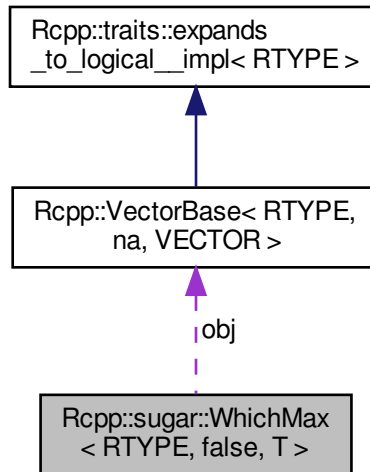 Rcpp::traits::expands
_to_logical__impl< RTYPE >
Rcpp::VectorBase< RTYPE,
na, VECTOR >
obj
Rcpp::sugar::WhichMax
< RTYPE, false, T >